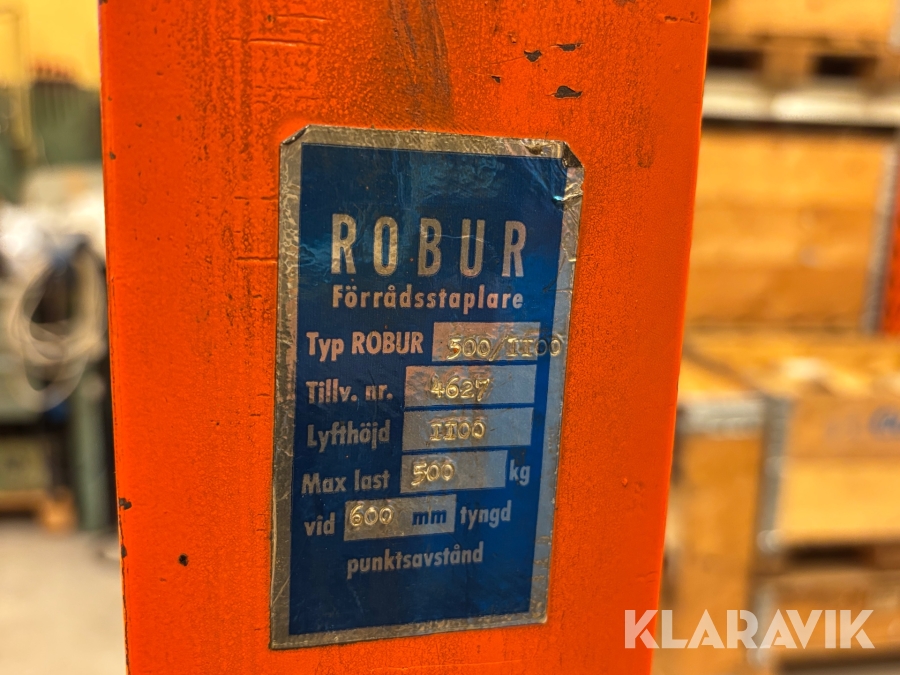 ROBUR
Förrådsstaplare
Typ ROBUR 500/1100
Tillv. nr. 4627
Lyfthöjd 1100
Max last 500 kg
vid 600 mm tyngd
punktsavstånd
KLARAVIK